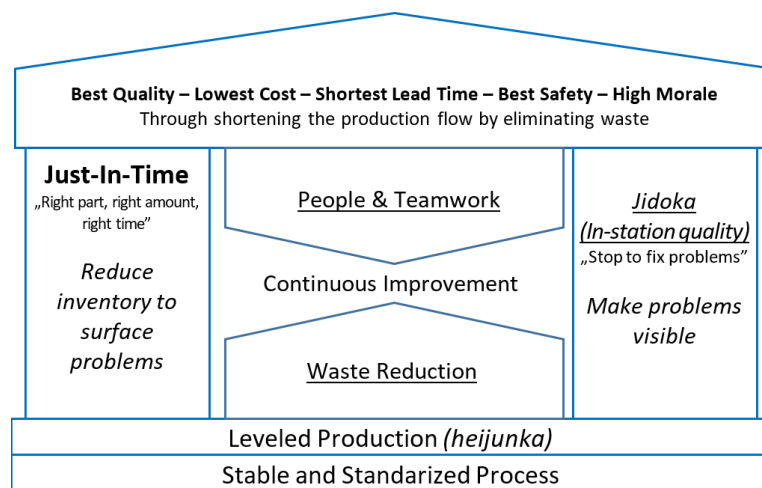 Best Quality – Lowest Cost – Shortest Lead Time – Best Safety – High Morale
Through shortening the production flow by eliminating waste
Just-In-Time
„Right part, right amount,
right time”
Reduce
inventory to
surface
problems
People & Teamwork
Continuous Improvement
Waste Reduction
Jidoka
(In-station quality)
„Stop to fix problems”
Make problems
visible
Leveled Production (heijunka)
Stable and Standarized Process